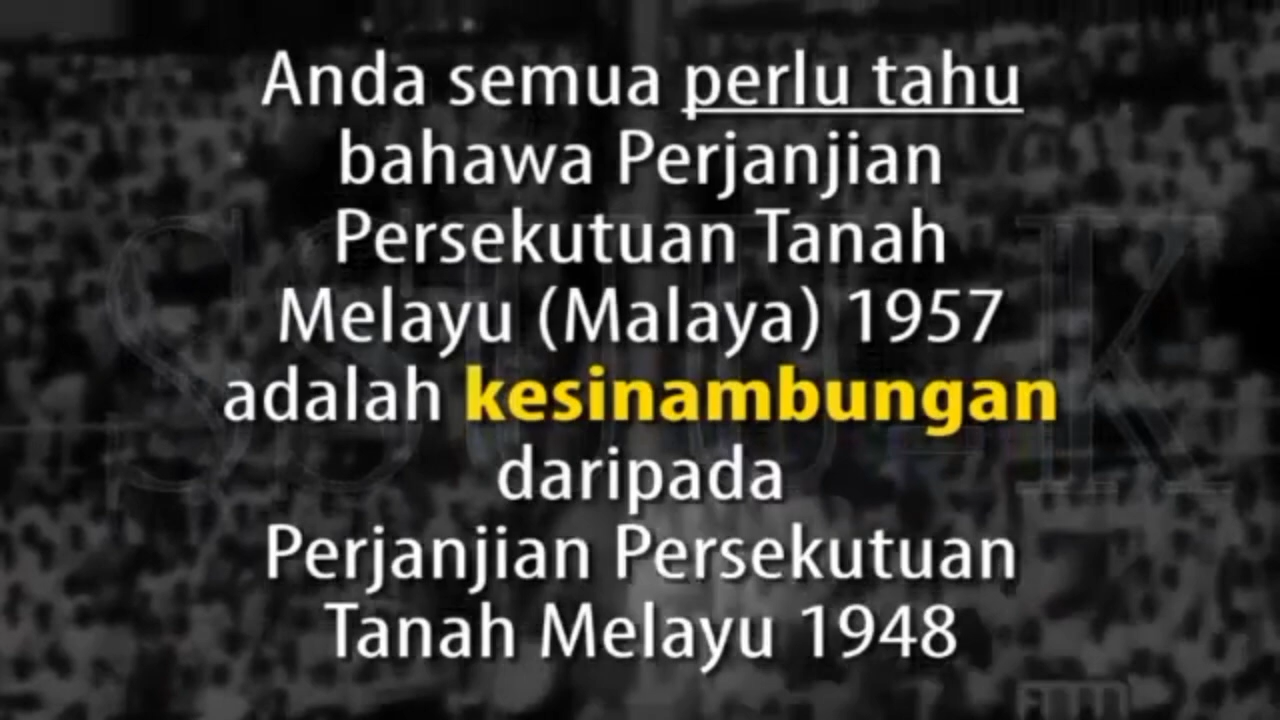 Anda semua perlu tahu
bahawa Perjanjian
Persekutuan Tanah
Melayu (Malaya) 1957
adalah kesinambungan
daripada
Perjanjian Persekutuan
Tanah Melayu 1948